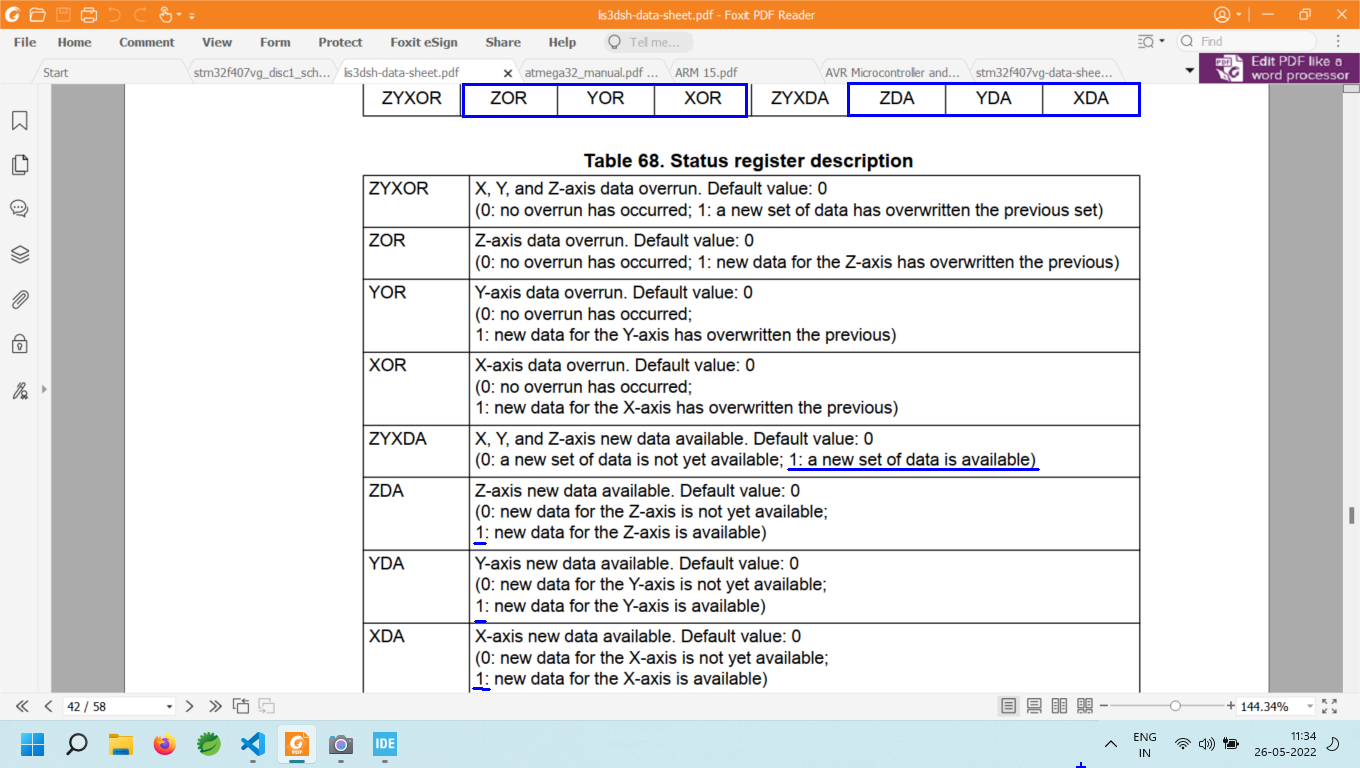 lis3dsh-data-sheet.pdf - Foxit PDF Reader
File Home Comment View Form Protect Foxit eSign Share Help Tell me... Find
Start stm32f407vg_disc1_sch... lis3dsh-data-sheet.pdf atmega32_manual.pdf ... ARM 15.pdf AVR Microcontroller and... stm32f407vg-data-shee...
PDF
Edit PDF like a
word processor
ZYXOR ZOR YOR XOR ZYXDA ZDA YDA XDA
Table 68. Status register description
ZYXOR X, Y, and Z-axis data overrun. Default value: 0
(0: no overrun has occurred; 1: a new set of data has overwritten the previous set)
ZOR Z-axis data overrun. Default value: 0
(0: no overrun has occurred; 1: new data for the Z-axis has overwritten the previous)
YOR Y-axis data overrun. Default value: 0
(0: no overrun has occurred;
1: new data for the Y-axis has overwritten the previous)
XOR X-axis data overrun. Default value: 0
(0: no overrun has occurred;
1: new data for the X-axis has overwritten the previous)
ZYXDA X, Y, and Z-axis new data available. Default value: 0
(0: a new set of data is not yet available; 1: a new set of data is available)
ZDA Z-axis new data available. Default value: 0
(0: new data for the Z-axis is not yet available;
1: new data for the Z-axis is available)
YDA Y-axis new data available. Default value: 0
(0: new data for the Y-axis is not yet available;
1: new data for the Y-axis is available)
XDA X-axis new data available. Default value: 0
(0: new data for the X-axis is not yet available;
1: new data for the X-axis is available)
42 / 58 144.34%
PDF IDE
ENG
IN
11:34
26-05-2022